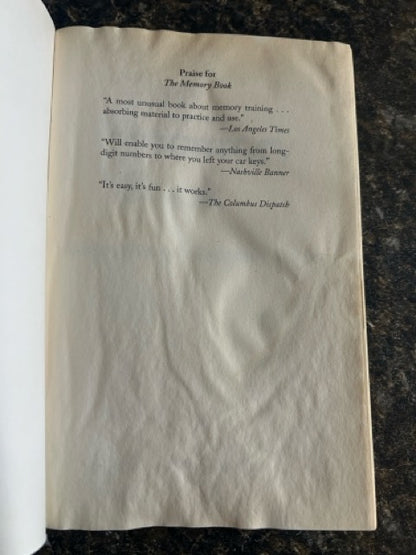 Praise for
The Memory Book
"A most unusual book about memory training . . .
absorbing material to practice and use."
—Los Angeles Times
"Will enable you to remember anything from long-
digit numbers to where you left your car keys."
—Nashville Banner
"It's easy, it's fun . . . it works."
—The Columbus Dispatch